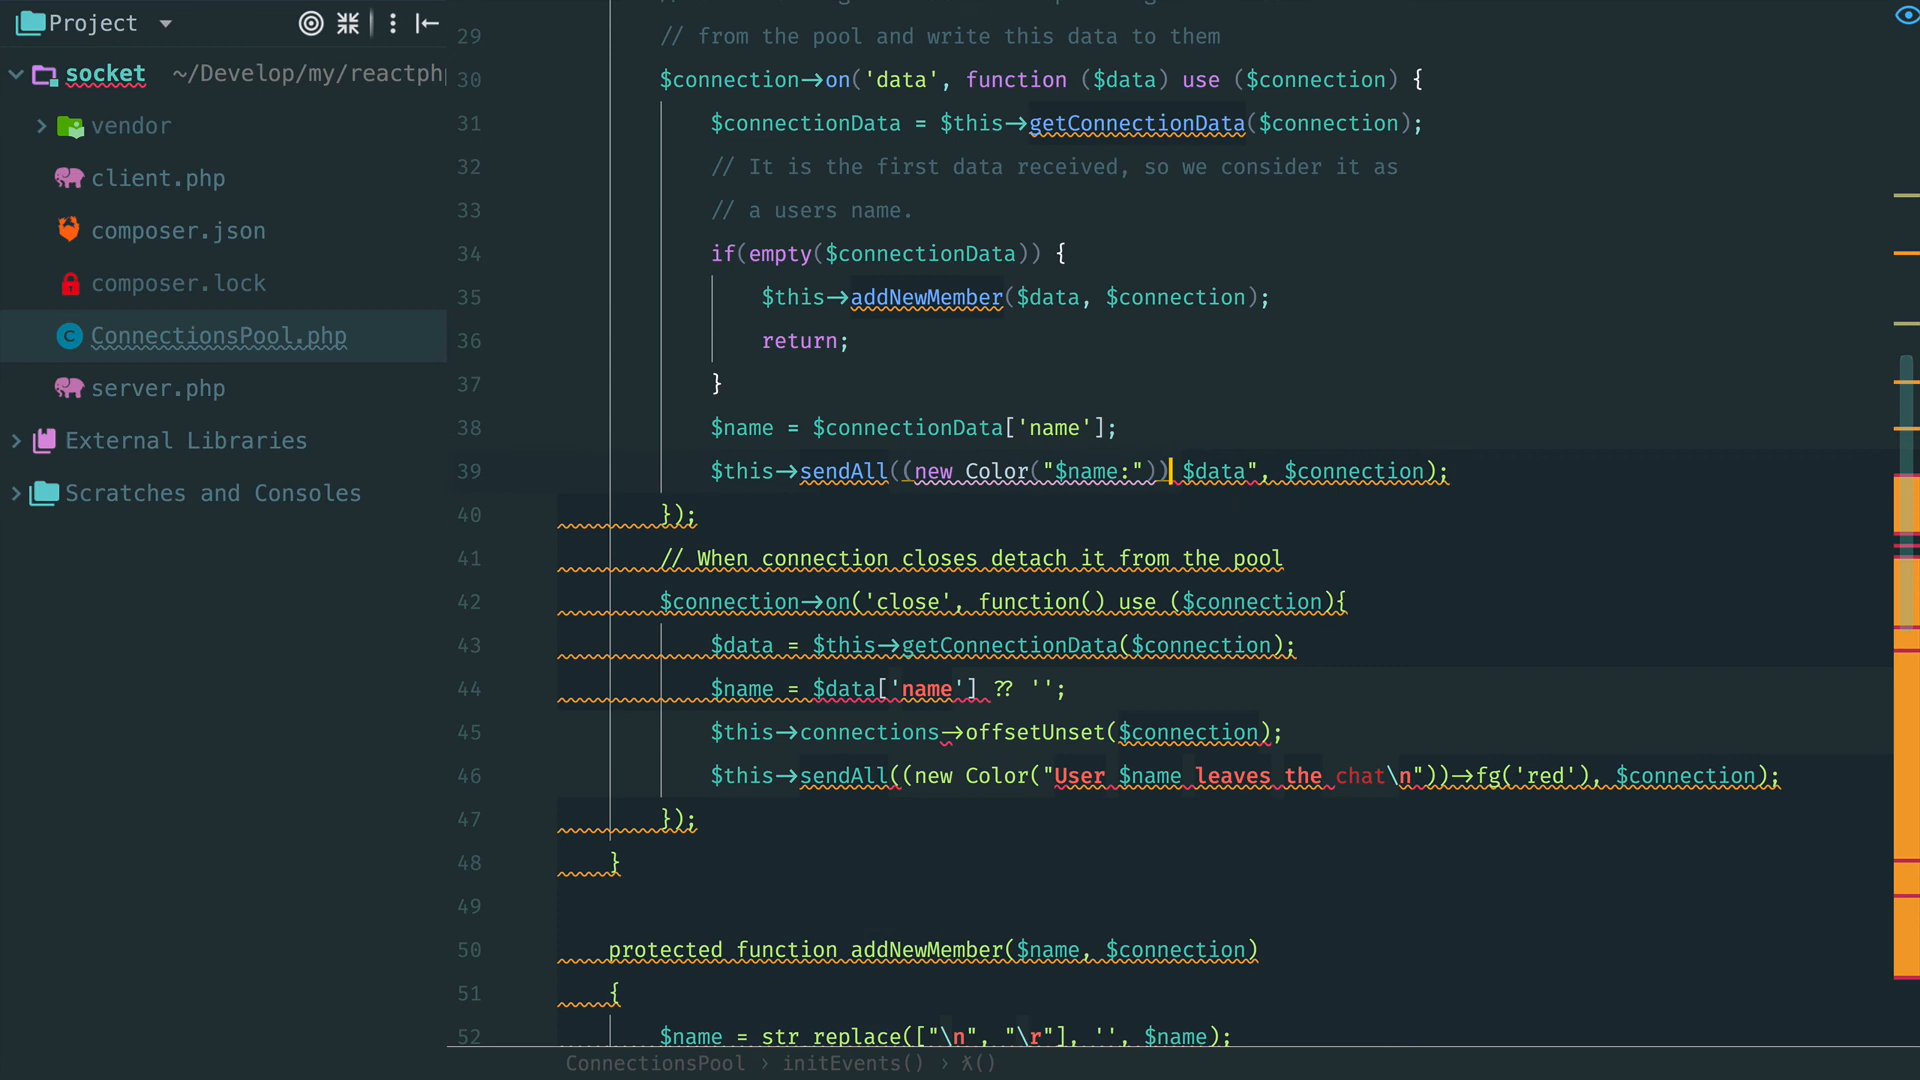 Project
socket ~/Develop/my/reactph
vendor
client.php
composer.json
composer.lock
ConnectionsPool.php
server.php
External Libraries
Scratches and Consoles
29 // from the pool and write this data to them
30 $connection->on('data', function ($data) use ($connection) {
31 $connectionData = $this->getConnectionData($connection);
32 // It is the first data received, so we consider it as
33 // a users name.
34 if(empty($connectionData)) {
35 $this->addNewMember($data, $connection);
36 return;
37 }
38 $name = $connectionData['name'];
39 $this->sendAll((new Color("$name:")) $data", $connection);
40 });
41 // When connection closes detach it from the pool
42 $connection->on('close', function() use ($connection){
43 $data = $this->getConnectionData($connection);
44 $name = $data['name'] ?? '';
45 $this->connections->offsetUnset($connection);
46 $this->sendAll((new Color("User $name leaves the chat\n"))->fg('red'), $connection);
47 });
48 }
49
50 protected function addNewMember($name, $connection)
51 {
52 $name = str_replace(["\n", "\r"], '', $name);
ConnectionsPool › initEvents() › λ()